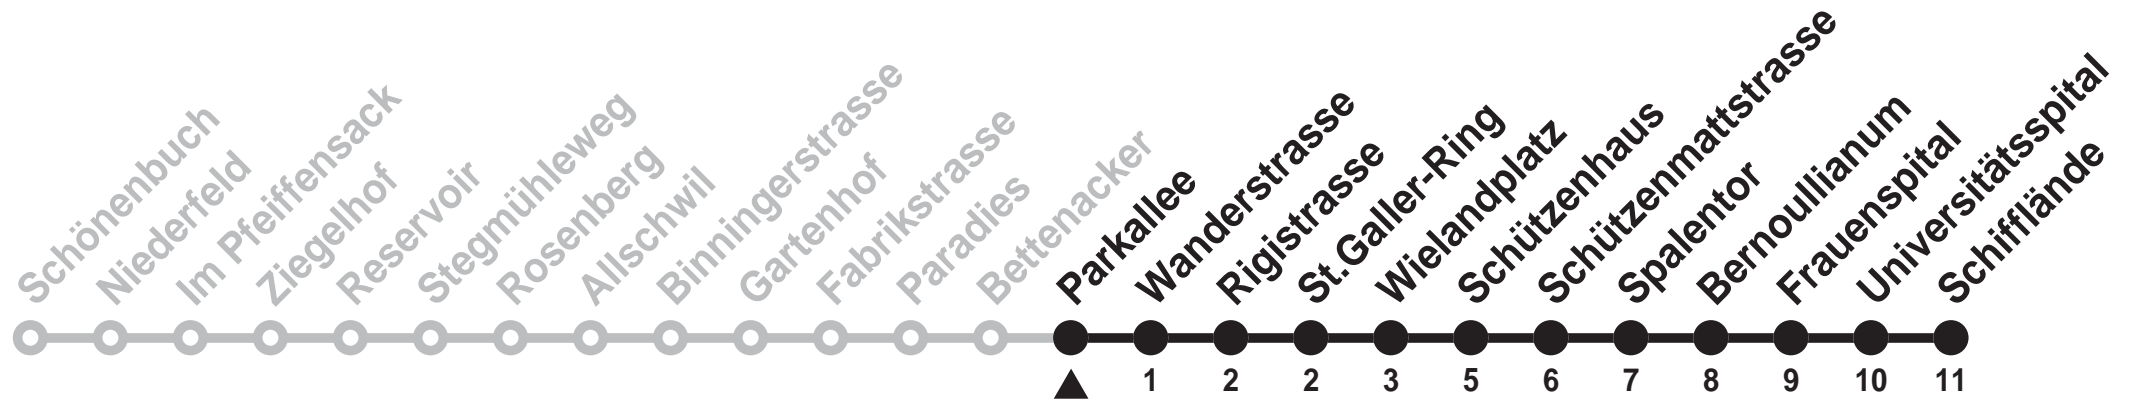 Schönenbuch
Niederfeld
Im Pfeiffensack
Ziegelhof
Reservoir
Stegmühleweg
Rosenberg
Allschwil
Binningerstrasse
Gartenhof
Fabrikstrasse
Paradies
Bettenacker
Parkallee
Wanderstrasse
Rigistrasse
St.Galler-Ring
Wielandplatz
Schützenhaus
Schützenmattstrasse
Spalentor
Bernoullianum
Frauenspital
Universitätsspital
Schifflände
1 2 2 3 5 6 7 8 9 10 11